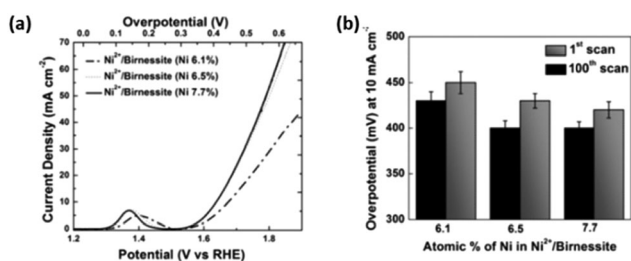 (a)
Overpotential (V)
0.0 0.1 0.2 0.3 0.4 0.5 0.6
Current Density (mA cm⁻²)
70
60
50
40
30
20
10
0
Ni²⁺/Birnessite (Ni 6.1%)
Ni²⁺/Birnessite (Ni 6.5%)
Ni²⁺/Birnessite (Ni 7.7%)
1.2 1.4 1.6 1.8
Potential (V vs RHE)
(b)
Overpotential (mV) at 10 mA cm⁻²
450
400
350
300
1st scan
100th scan
6.1 6.5 7.7
Atomic % of Ni in Ni²⁺/Birnessite